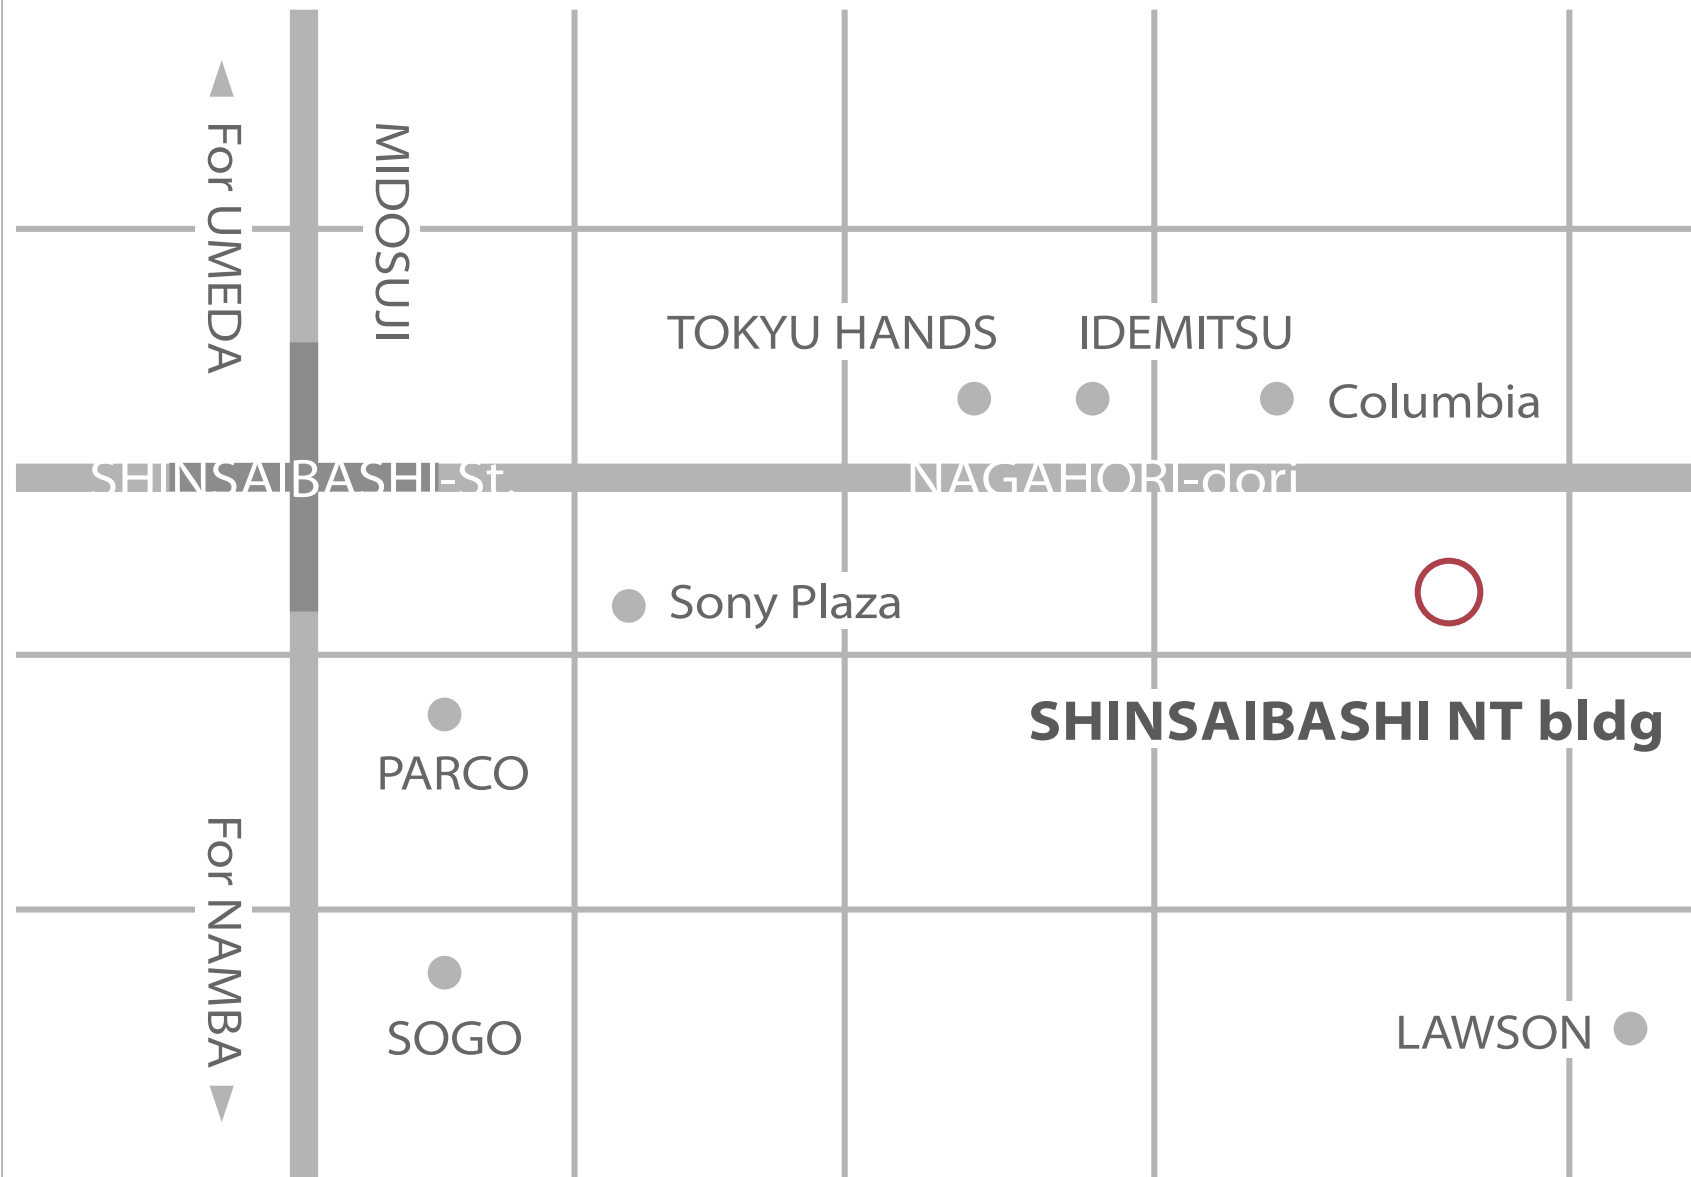 For UMEDA
MIDOSUJI
TOKYU HANDS
IDEMITSU
Columbia
SHINSAIBASHI-St.
NAGAHORI-dori
Sony Plaza
SHINSAIBASHI NT bldg
PARCO
For NAMBA
SOGO
LAWSON